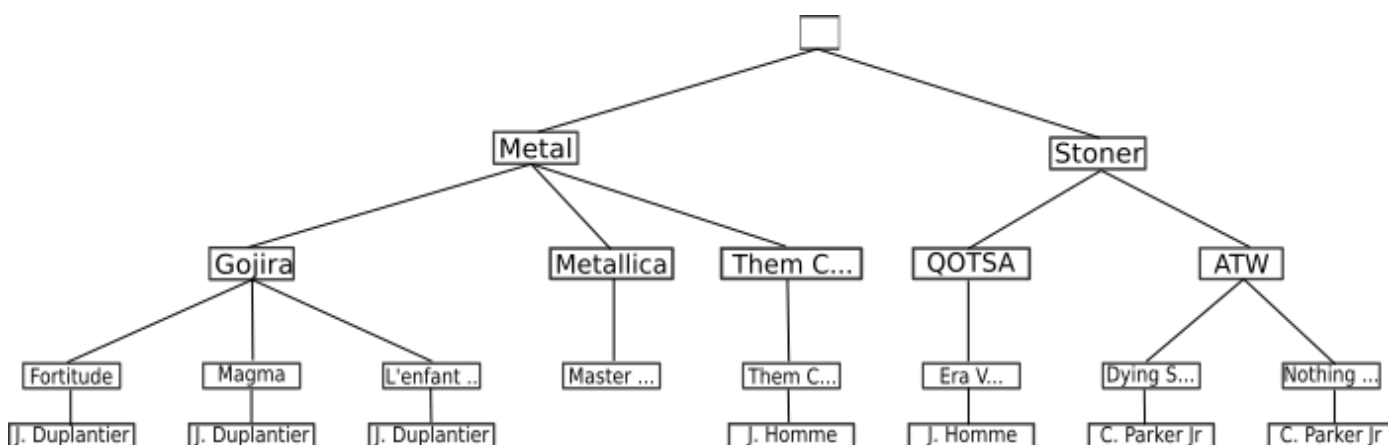 Metal
Stoner
Gojira
Metallica
Them C...
QOTSA
ATW
Fortitude
Magma
L'enfant ..
Master ...
Them C...
Era V...
Dying S...
Nothing ...
J. Duplantier
J. Duplantier
J. Duplantier
J. Homme
J. Homme
C. Parker Jr
C. Parker Jr